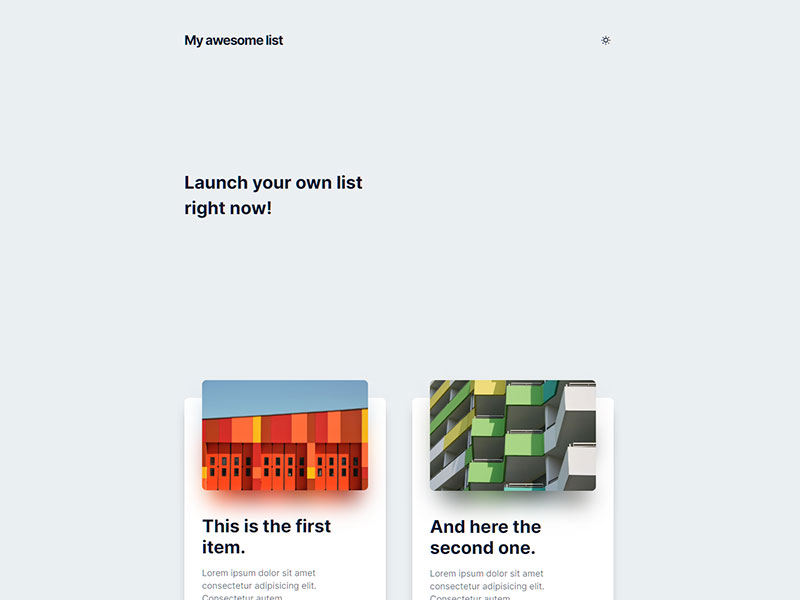 My awesome list
Launch your own list
right now!
This is the first
item.
Lorem ipsum dolor sit amet
consectetur adipisicing elit.
Consectetur autem
And here the
second one.
Lorem ipsum dolor sit amet
consectetur adipisicing elit.
Consectetur autem